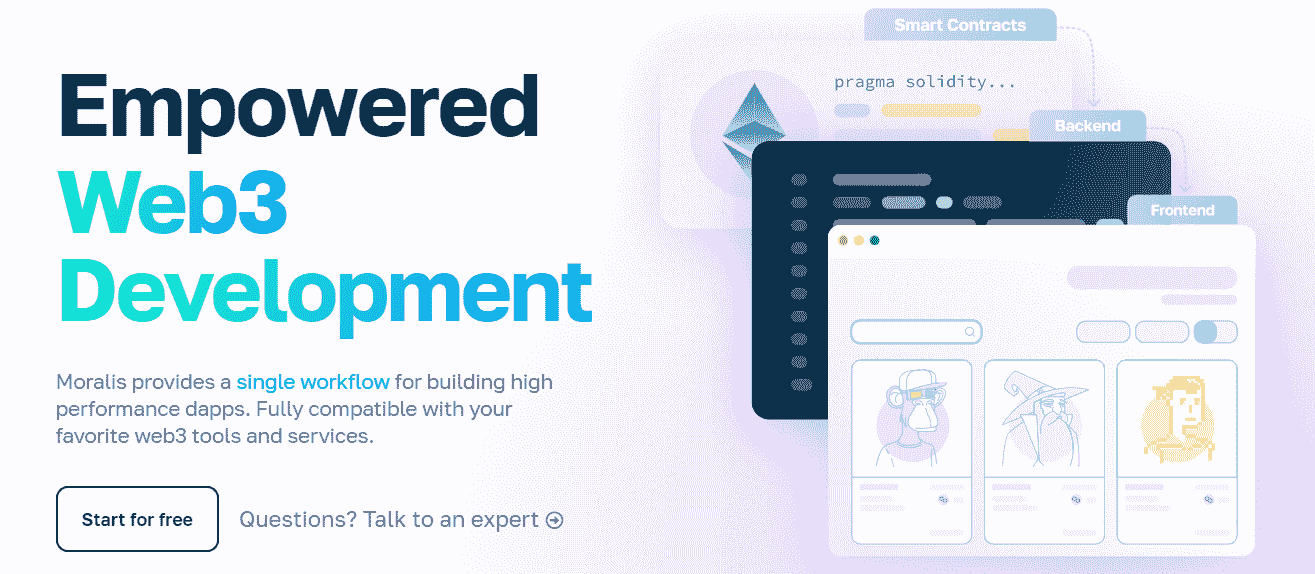 Empowered
Web3
Development
Moralis provides a single workflow for building high
performance dapps. Fully compatible with your
favorite web3 tools and services.
Start for free
Questions? Talk to an expert
Smart Contracts
pragma solidity...
Backend
Frontend